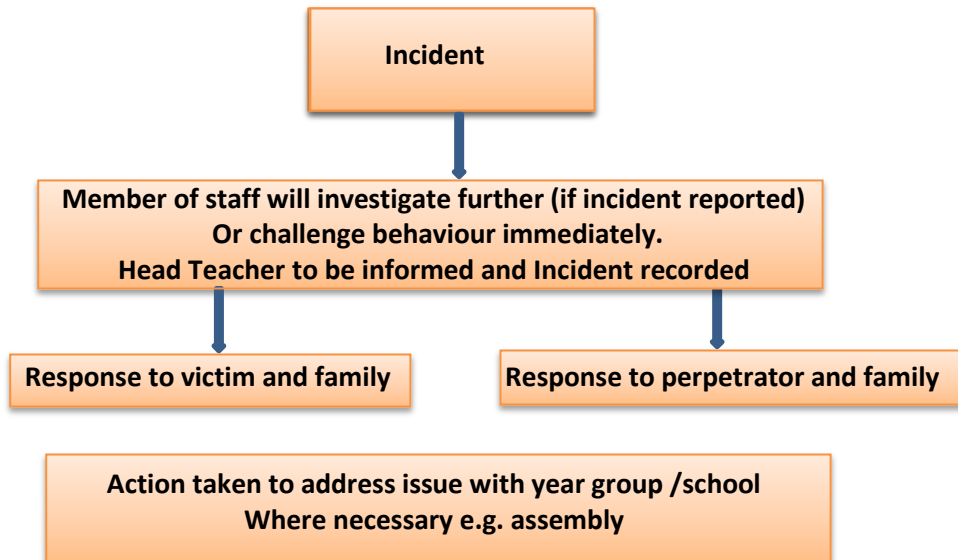 Incident
Member of staff will investigate further (if incident reported)
Or challenge behaviour immediately.
Head Teacher to be informed and Incident recorded
Response to victim and family
Response to perpetrator and family
Action taken to address issue with year group /school
Where necessary e.g. assembly